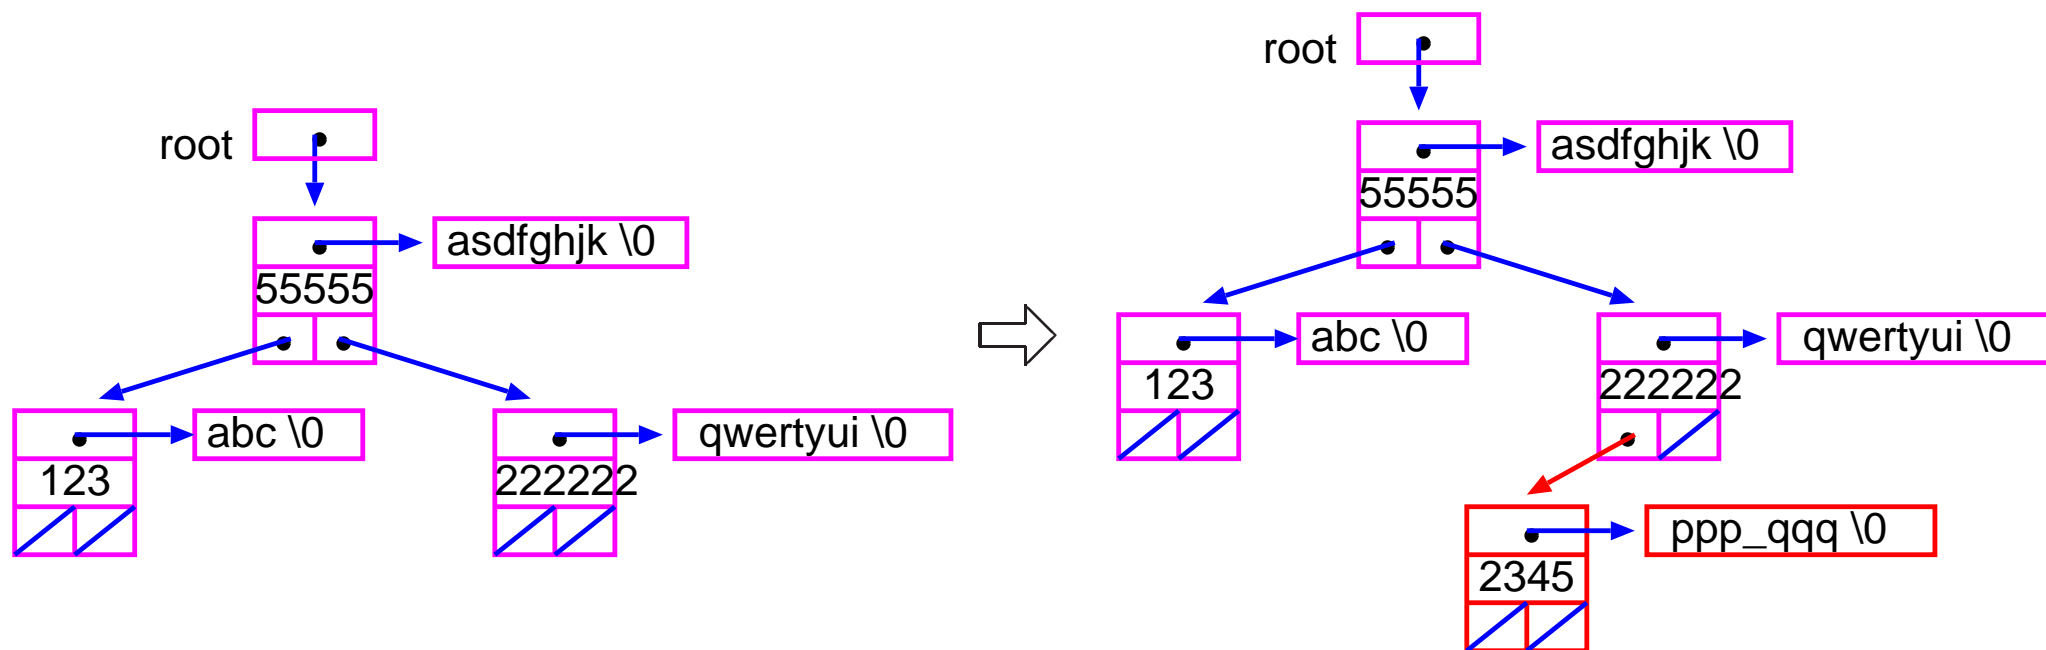 root
asdfghjk \0
55555
abc \0
qwertyui \0
123
222222
root
asdfghjk \0
55555
abc \0
qwertyui \0
123
222222
ppp_qqq \0
2345